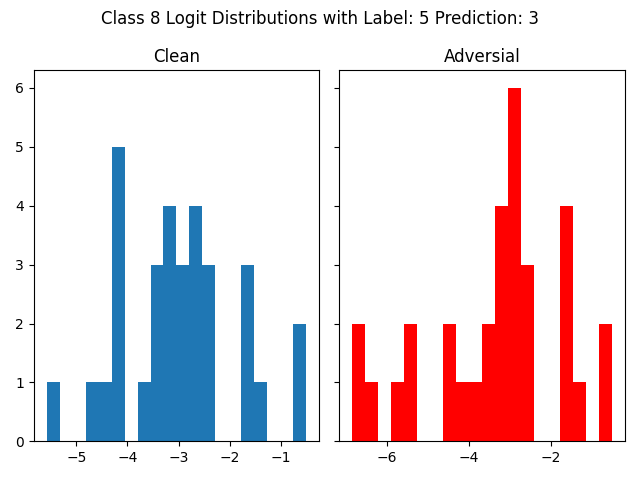 Class 8 Logit Distributions with Label: 5 Prediction: 3
Clean
Adversial
6
5
4
3
2
1
0
−5 −4 −3 −2 −1
−6 −4 −2